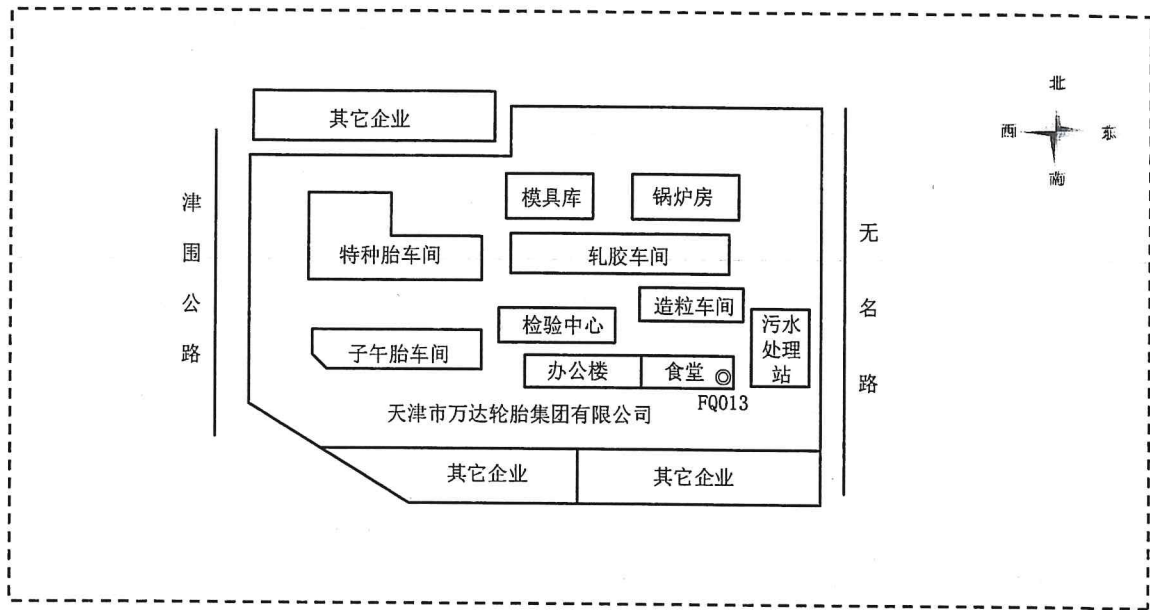 北
西
东
南
其它企业
津围公路
模具库
锅炉房
特种胎车间
轧胶车间
无名路
造粒车间
检验中心
污水
处理
站
子午胎车间
办公楼
食堂
FQ013
天津市万达轮胎集团有限公司
其它企业
其它企业